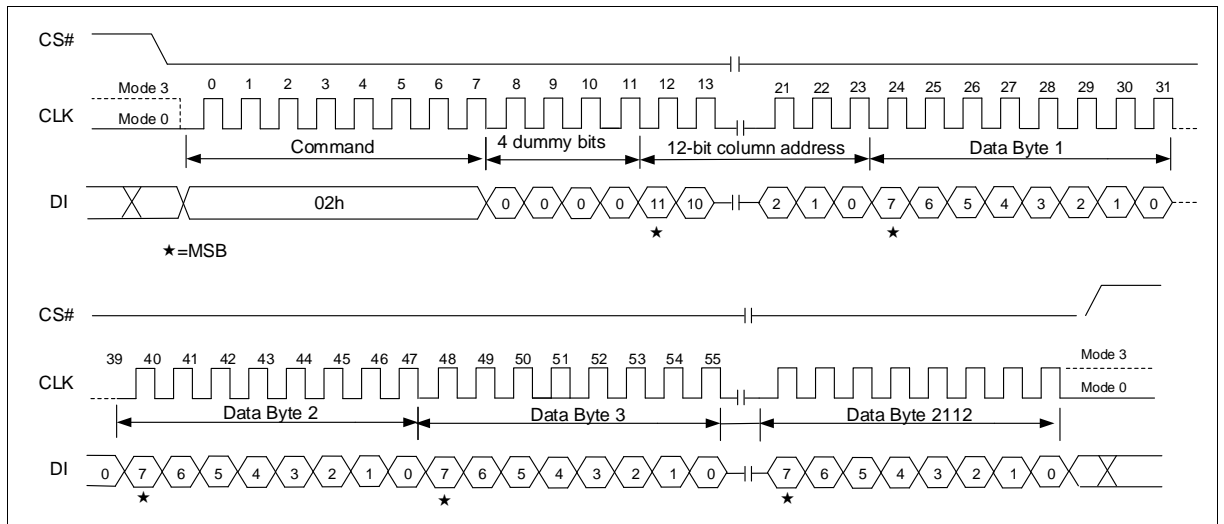 CS#
Mode 3
0 1 2 3 4 5 6 7 8 9 10 11 12 13 21 22 23 24 25 26 27 28 29 30 31
CLK
Mode 0
Command
4 dummy bits
12-bit column address
Data Byte 1
DI
02h
0 0 0 0 11 10 2 1 0 7 6 5 4 3 2 1 0
★ ★
★=MSB
CS#
39 40 41 42 43 44 45 46 47 48 49 50 51 52 53 54 55
Mode 3
CLK
Mode 0
Data Byte 2
Data Byte 3
Data Byte 2112
DI
0 7 6 5 4 3 2 1 0 7 6 5 4 3 2 1 0 7 6 5 4 3 2 1 0
★ ★ ★